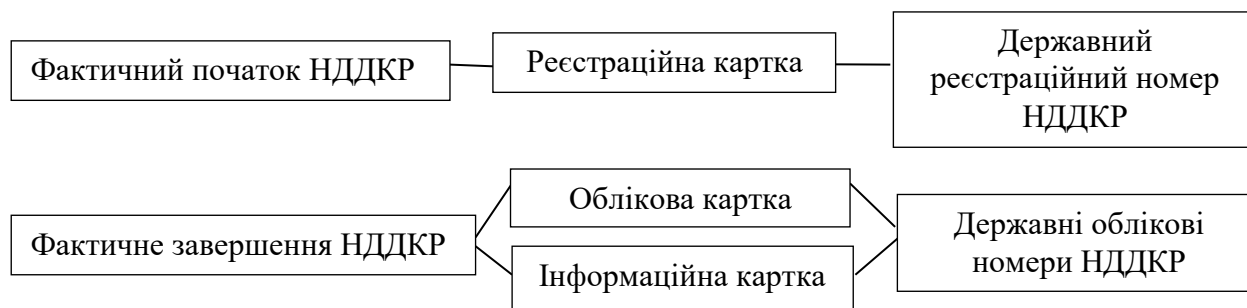 Фактичний початок НДДКР
Реєстраційна картка
Державний
реєстраційний номер
НДДКР
Фактичне завершення НДДКР
Облікова картка
Інформаційна картка
Державні облікові
номери НДДКР